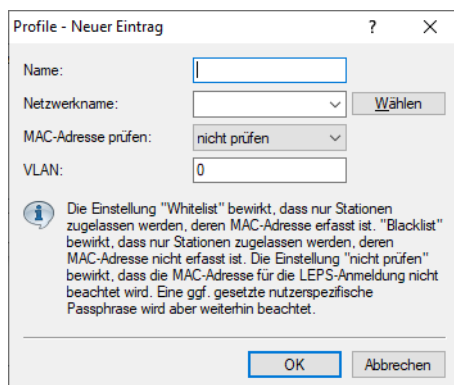 Profile - Neuer Eintrag ? ×
Name:
Netzwerkname: Wählen
MAC-Adresse prüfen: nicht prüfen
VLAN: 0
Die Einstellung "Whitelist" bewirkt, dass nur Stationen
zugelassen werden, deren MAC-Adresse erfasst ist. "Blacklist"
bewirkt, dass nur Stationen zugelassen werden, deren
MAC-Adresse nicht erfasst ist. Die Einstellung "nicht prüfen"
bewirkt, dass die MAC-Adresse für die LEPS-Anmeldung nicht
beachtet wird. Eine ggf. gesetzte nutzerspezifische
Passphrase wird aber weiterhin beachtet.
OK Abbrechen